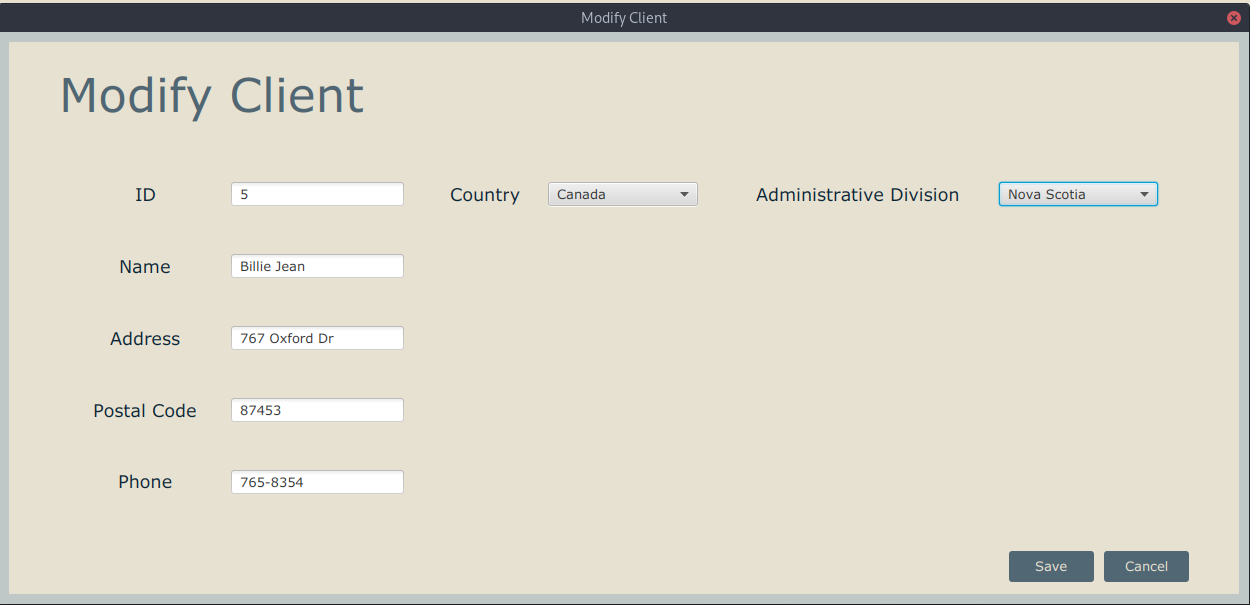 Modify Client
Modify Client
ID 5 Country Canada Administrative Division Nova Scotia
Name Billie Jean
Address 767 Oxford Dr
Postal Code 87453
Phone 765-8354
Save Cancel